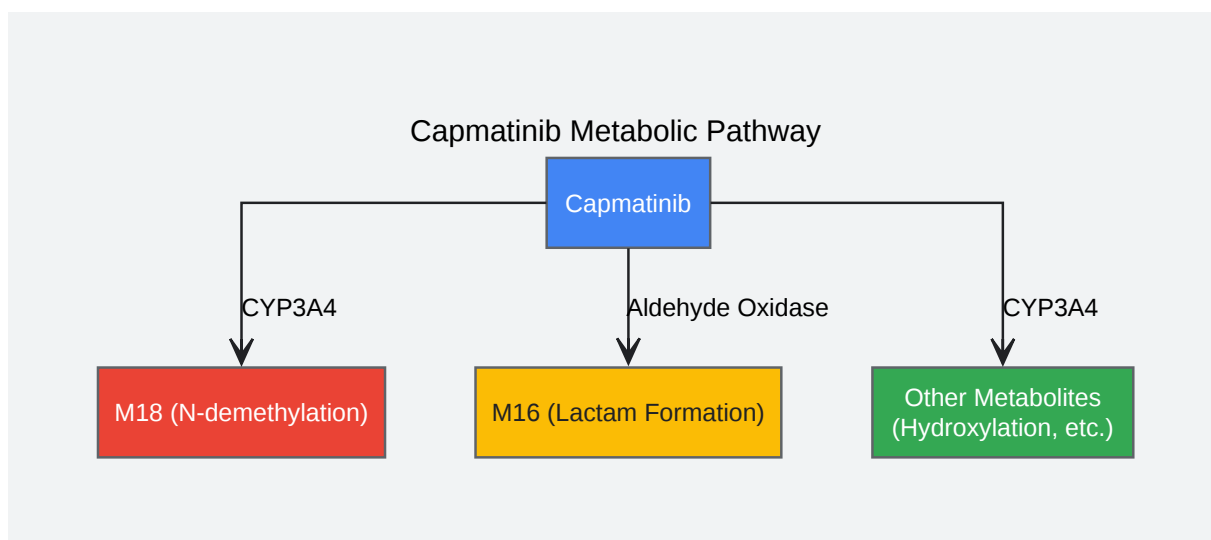 Capmatinib Metabolic Pathway
Capmatinib
CYP3A4
Aldehyde Oxidase
CYP3A4
M18 (N-demethylation)
M16 (Lactam Formation)
Other Metabolites
(Hydroxylation, etc.)